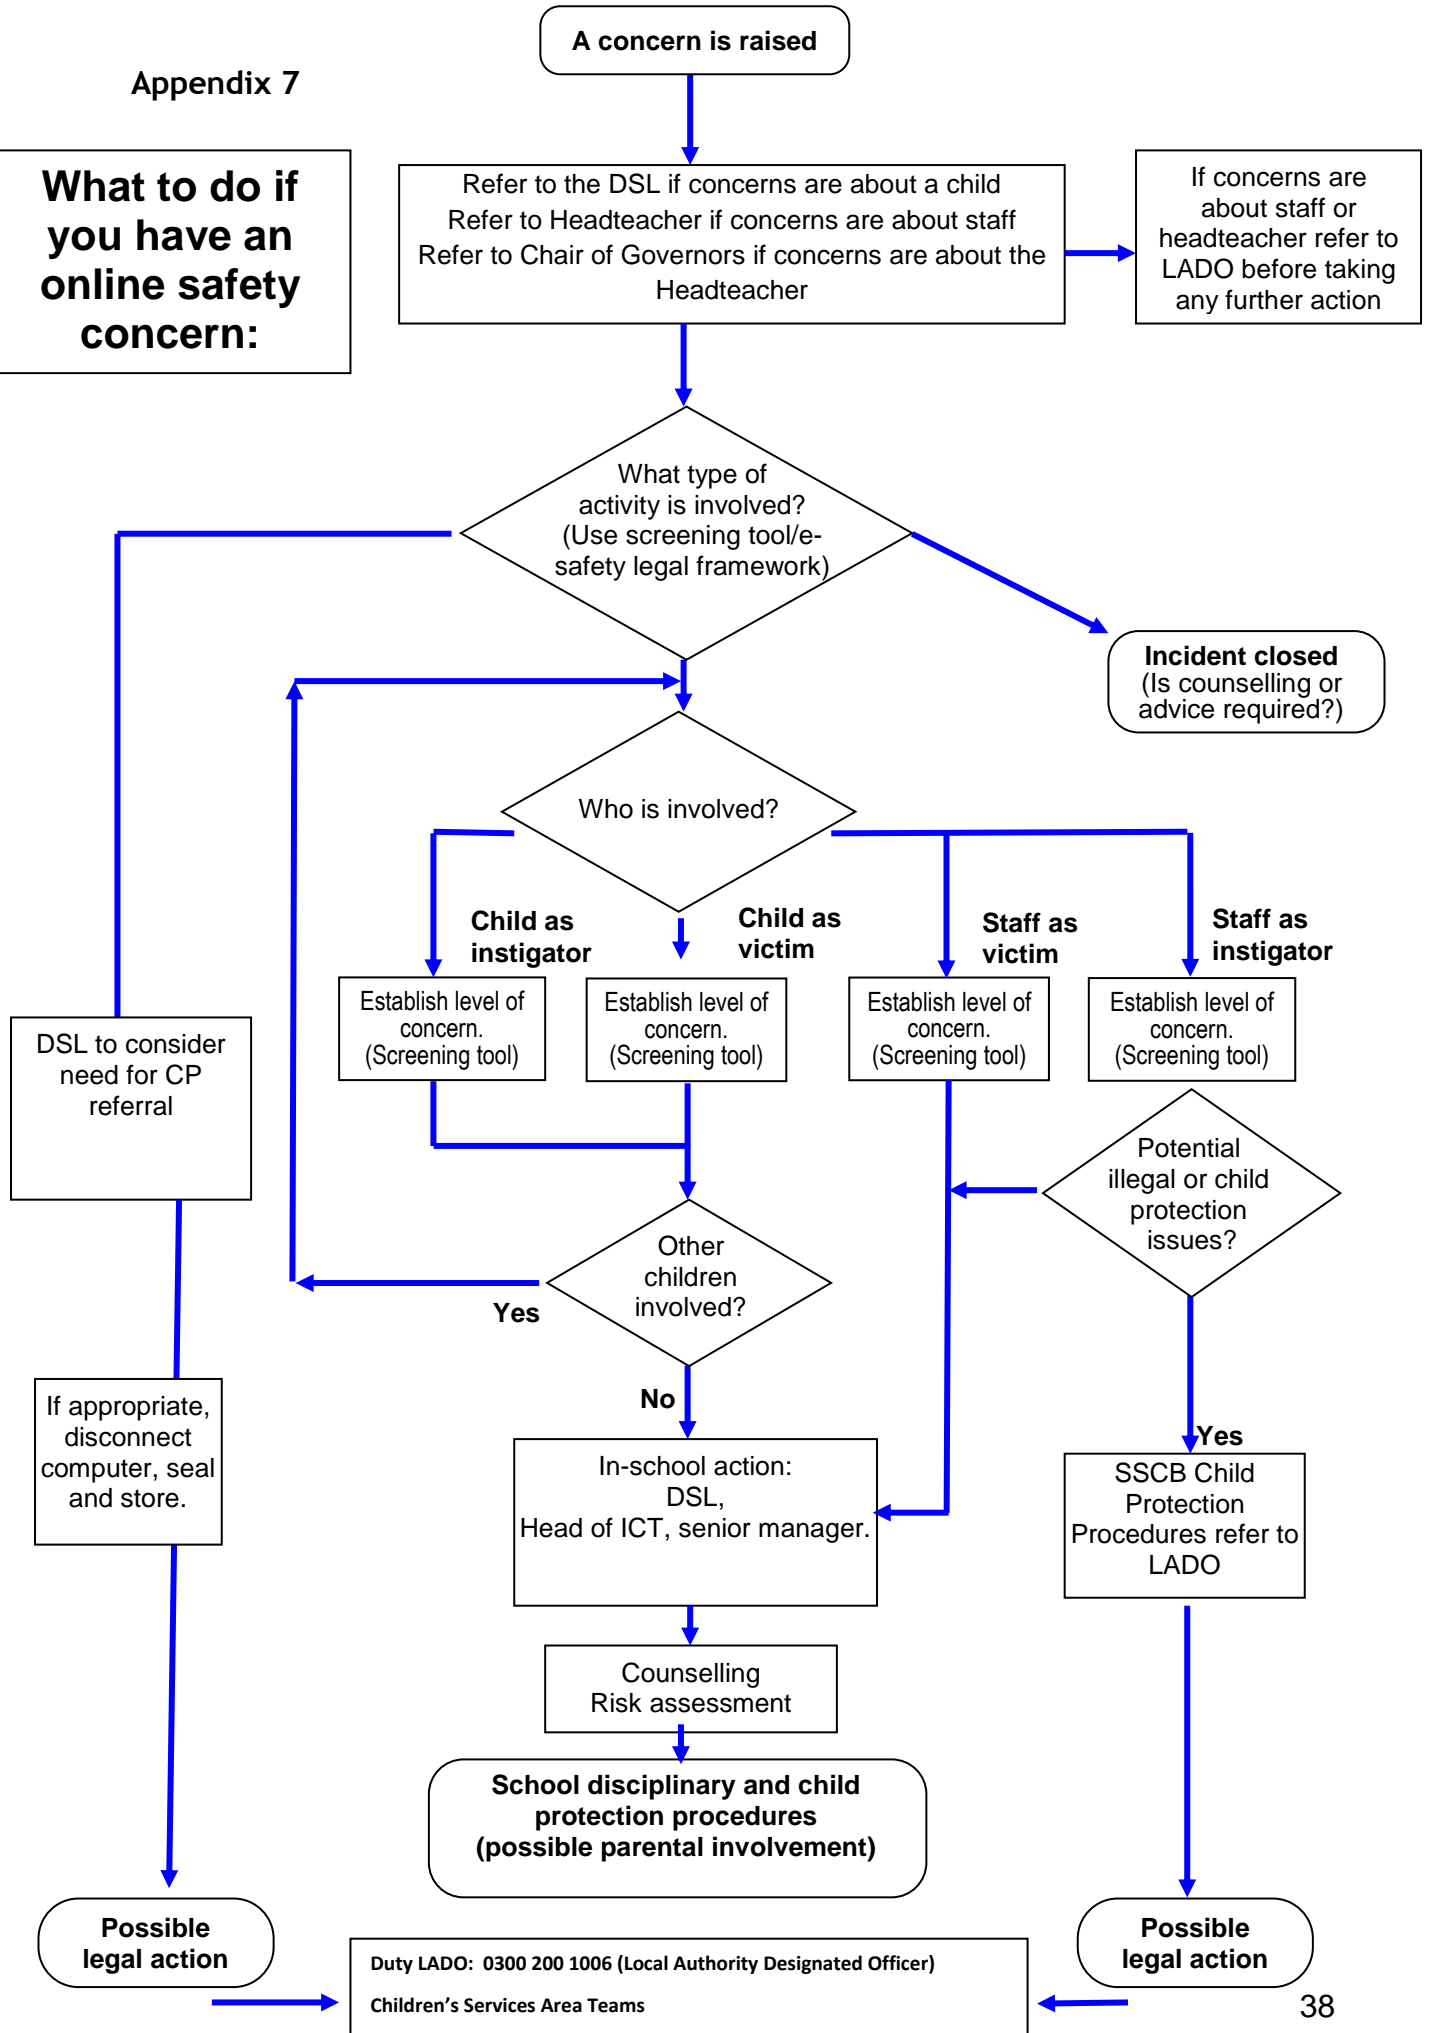 A concern is raised
Appendix 7
What to do if
you have an
online safety
concern:
Refer to the DSL if concerns are about a child
Refer to Headteacher if concerns are about staff
Refer to Chair of Governors if concerns are about the
Headteacher
If concerns are
about staff or
headteacher refer to
LADO before taking
any further action
What type of
activity is involved?
(Use screening tool/e-
safety legal framework)
Incident closed
(Is counselling or
advice required?)
Who is involved?
Child as
instigator
Child as
victim
Staff as
victim
Staff as
instigator
Establish level of
concern.
(Screening tool)
Establish level of
concern.
(Screening tool)
Establish level of
concern.
(Screening tool)
Establish level of
concern.
(Screening tool)
DSL to consider
need for CP
referral
Potential
illegal or child
protection
issues?
Other
children
involved?
Yes
No
If appropriate,
disconnect
computer, seal
and store.
In-school action:
DSL,
Head of ICT, senior manager.
Yes
SSCB Child
Protection
Procedures refer to
LADO
Counselling
Risk assessment
School disciplinary and child
protection procedures
(possible parental involvement)
Possible
legal action
Possible
legal action
Duty LADO: 0300 200 1006 (Local Authority Designated Officer)
Children's Services Area Teams
38